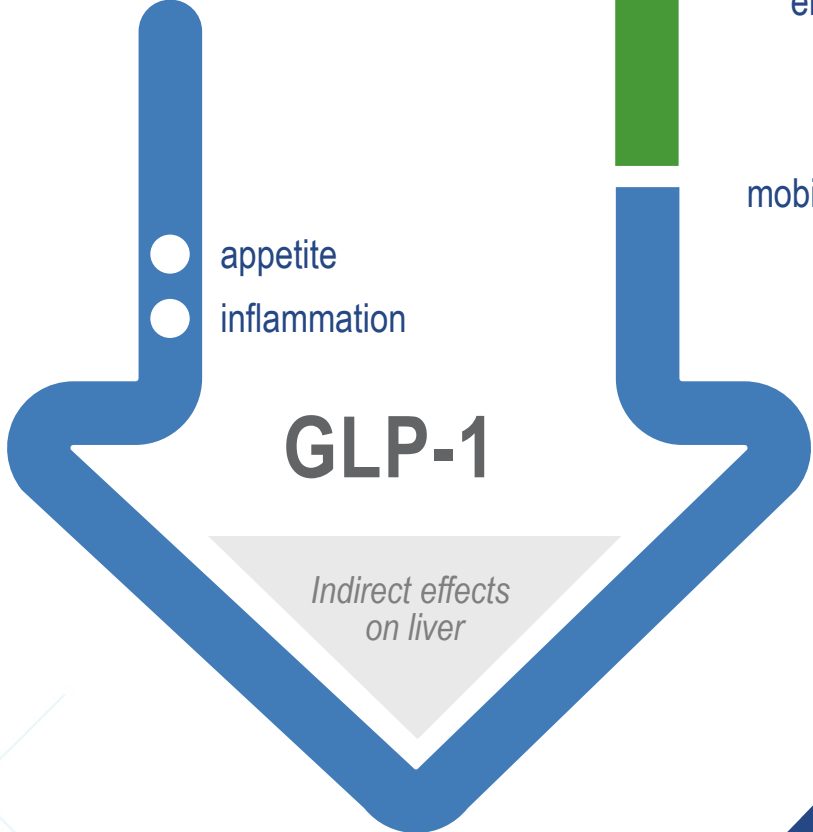 appetite
inflammation
GLP-1
Indirect effects
on liver